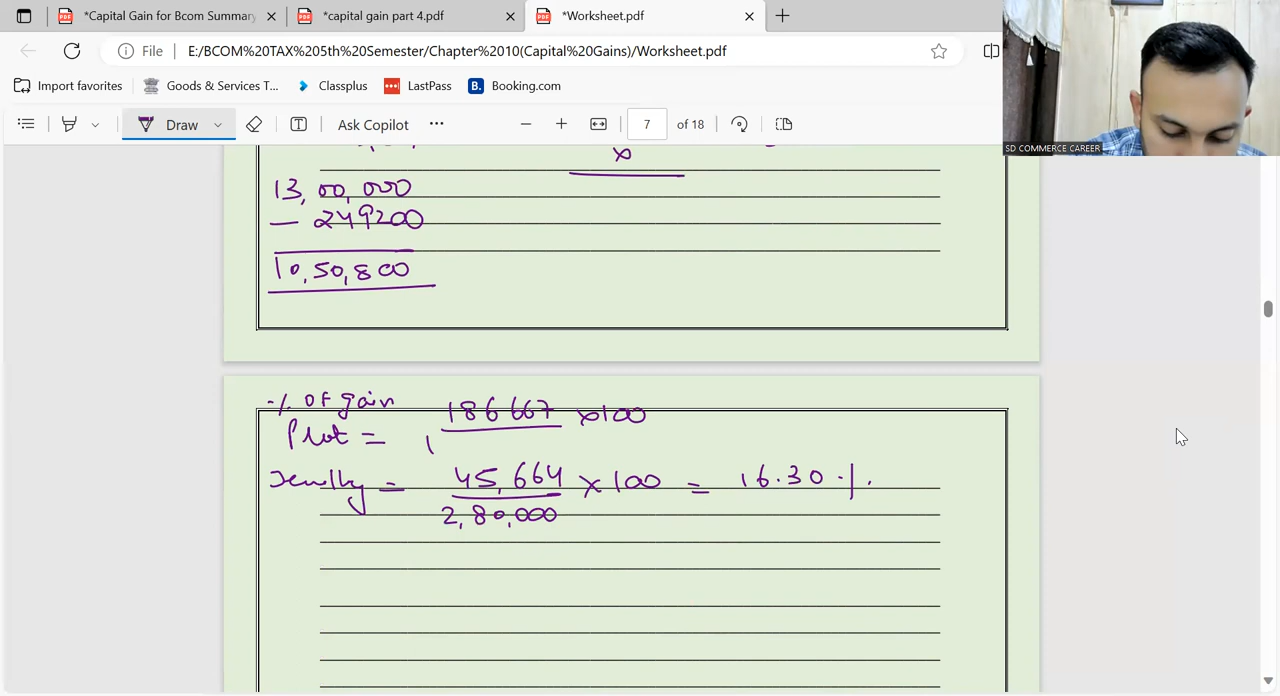 *Capital Gain for Bcom Summary
*capital gain part 4.pdf
*Worksheet.pdf
File
E:/BCOM%20TAX%205th%20Semester/Chapter%2010(Capital%20Gains)/Worksheet.pdf
Import favorites
Goods & Services T...
Classplus
LastPass
Booking.com
Draw
Ask Copilot
7 of 18
SD COMMERCE CAREER
13,00,000
— 249200
10,50,800
% of gain
186667 × 100
Plot =
45,664 × 100 = 16.30 %.
2,80,000